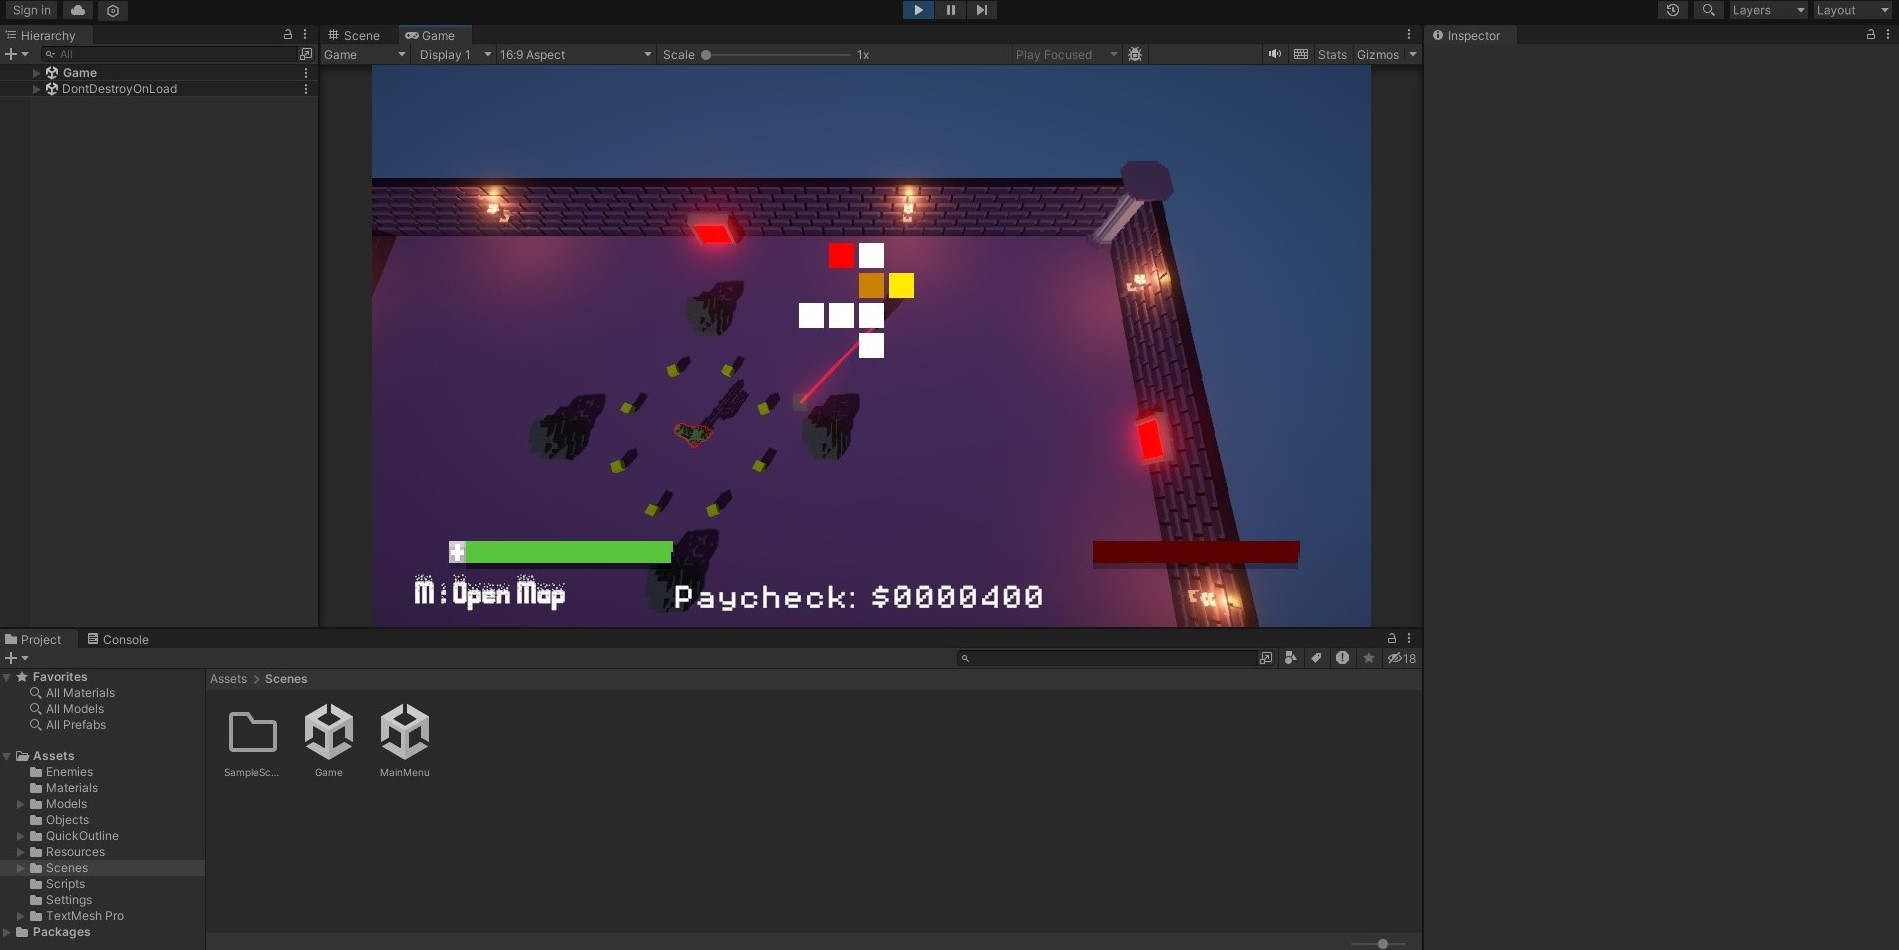 Sign in
Layers
Layout
Hierarchy
Scene
Game
Inspector
All
Game
Display 1
16:9 Aspect
Scale
1x
Play Focused
Stats
Gizmos
Game
DontDestroyOnLoad
M : Open Map
Paycheck: $0000400
Project
Console
18
Favorites
All Materials
All Models
All Prefabs
Assets
Enemies
Materials
Models
Objects
QuickOutline
Resources
Scenes
Scripts
Settings
TextMesh Pro
Packages
Assets > Scenes
SampleSc...
Game
MainMenu